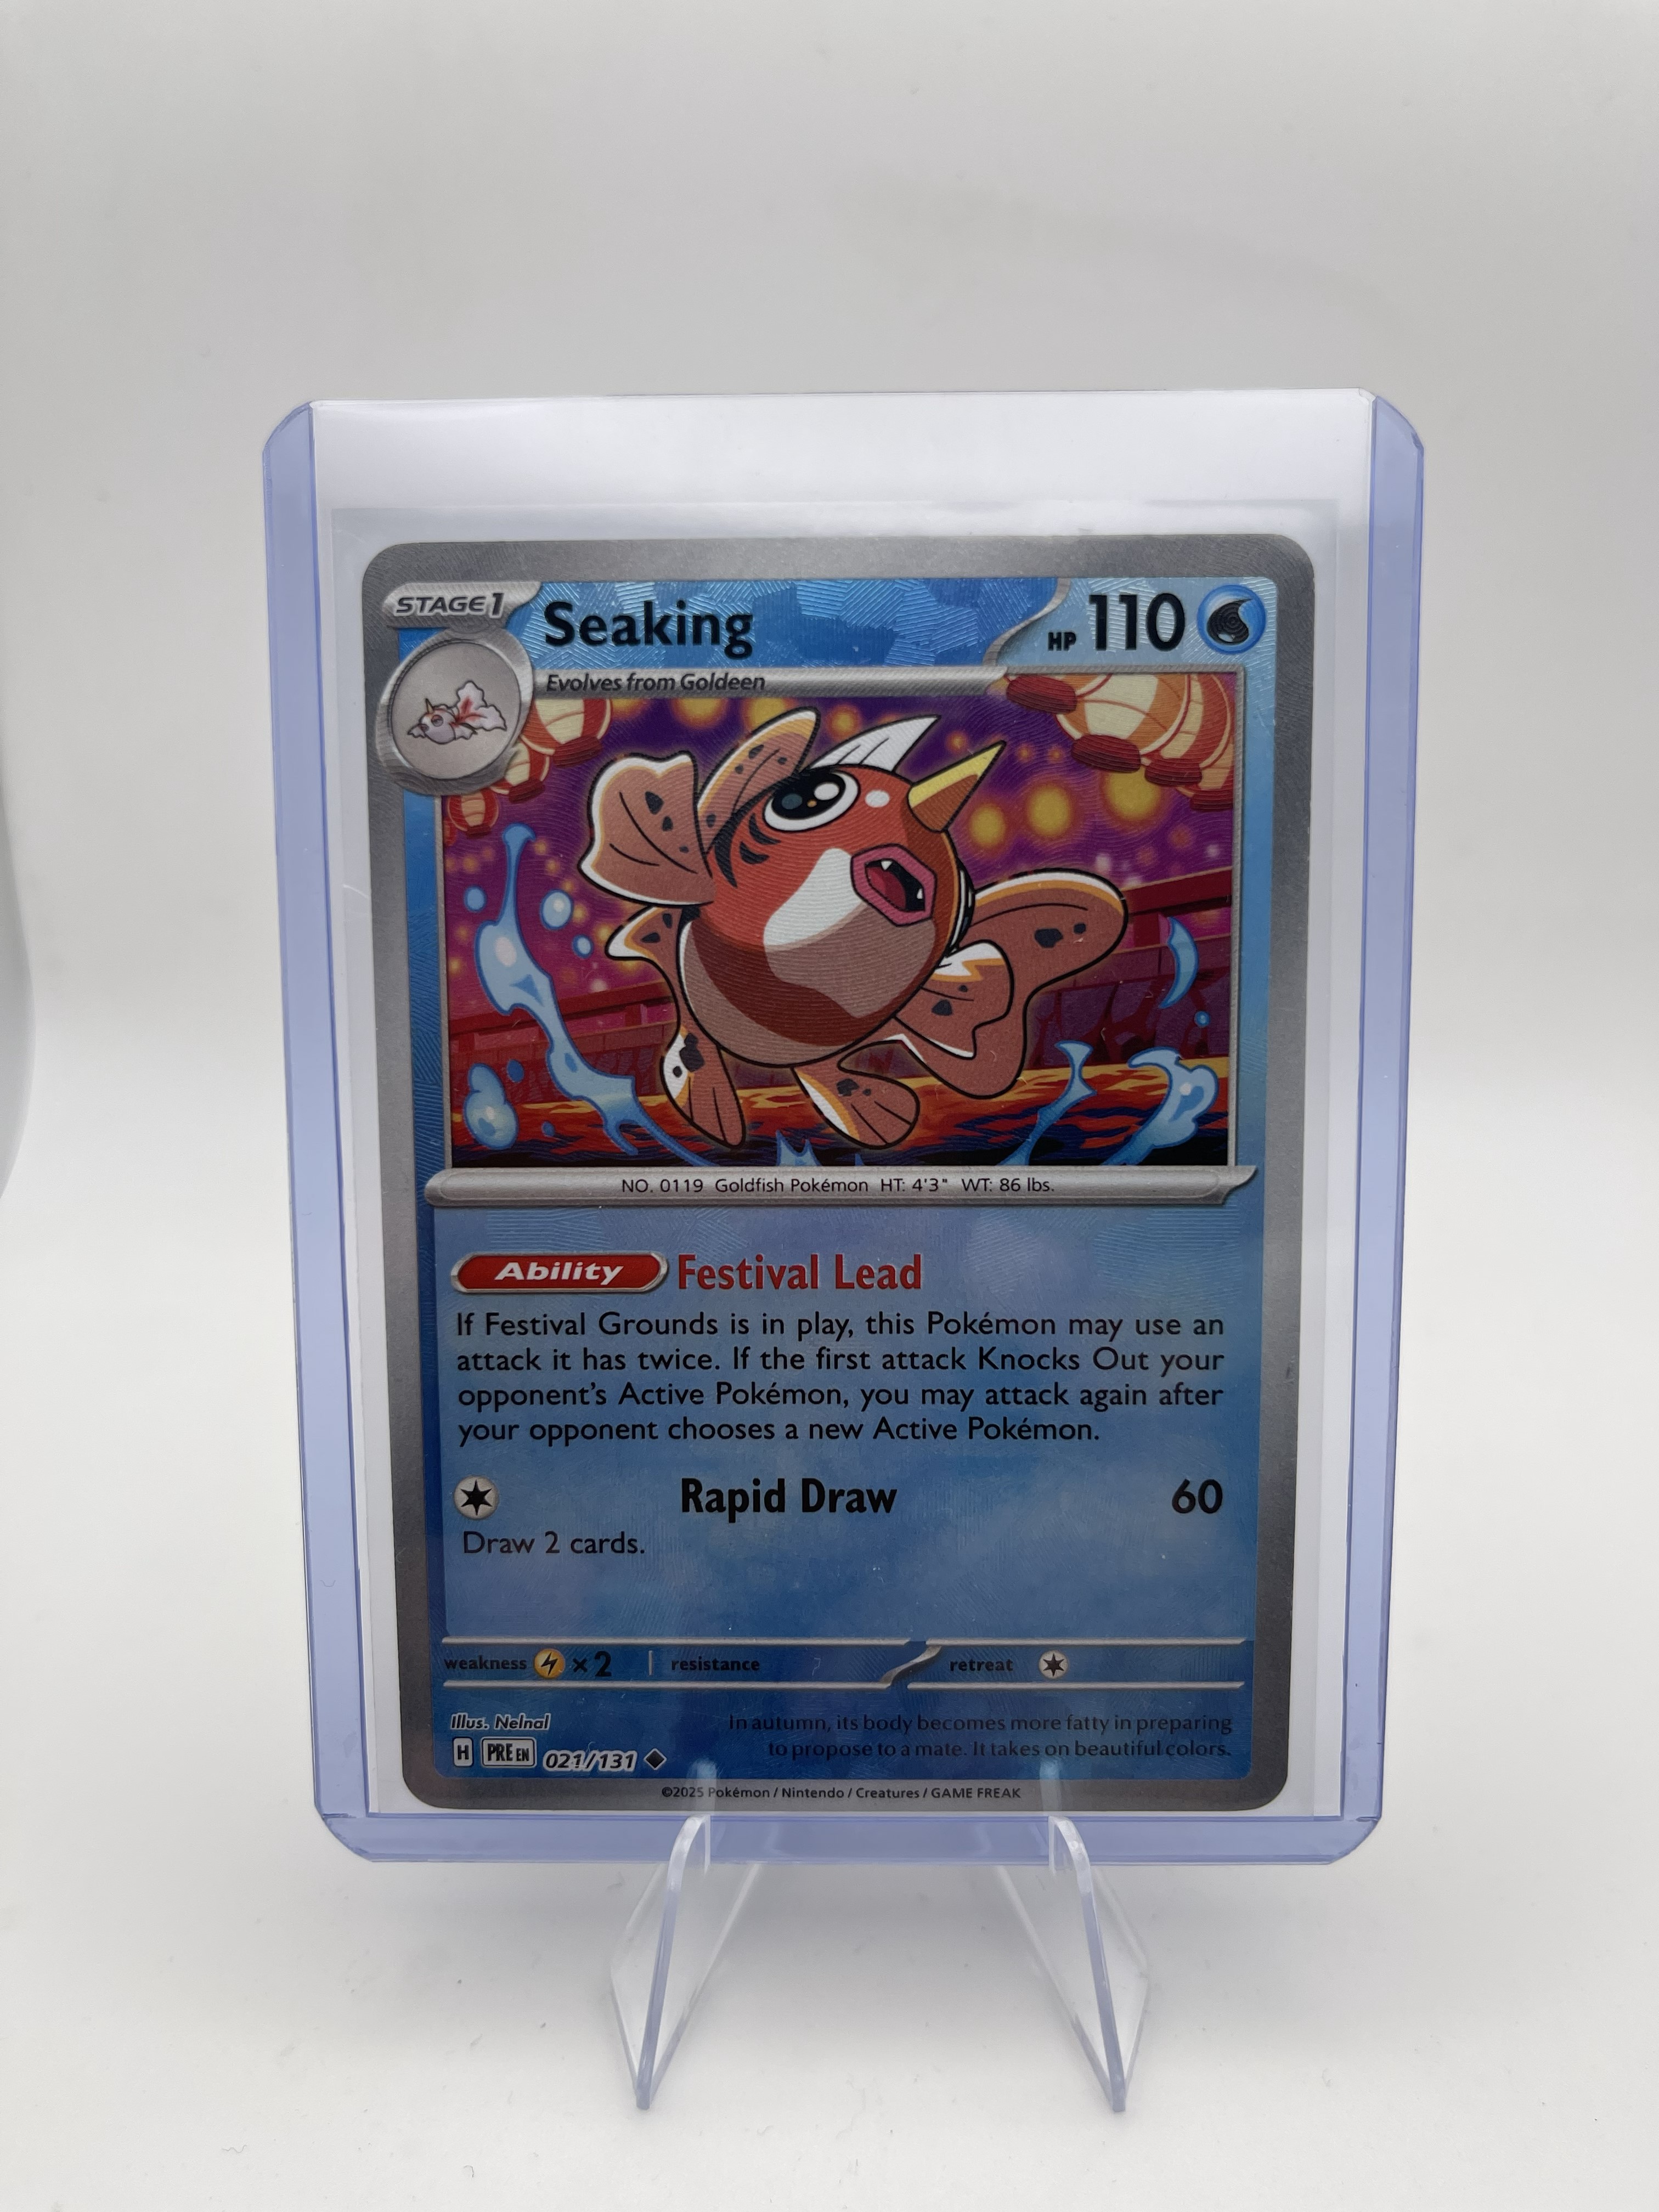 STAGE 1
Seaking
HP 110
Evolves from Goldeen
NO. 0119 Goldfish Pokémon HT: 4'3" WT: 86 lbs.
Ability Festival Lead
If Festival Grounds is in play, this Pokémon may use an
attack it has twice. If the first attack Knocks Out your
opponent's Active Pokémon, you may attack again after
your opponent chooses a new Active Pokémon.
Rapid Draw 60
Draw 2 cards.
weakness ×2 resistance retreat
Illus. Nelnal
In autumn, its body becomes more fatty in preparing
to propose to a mate. It takes on beautiful colors.
H PRE EN 021/131
©2025 Pokémon / Nintendo / Creatures / GAME FREAK